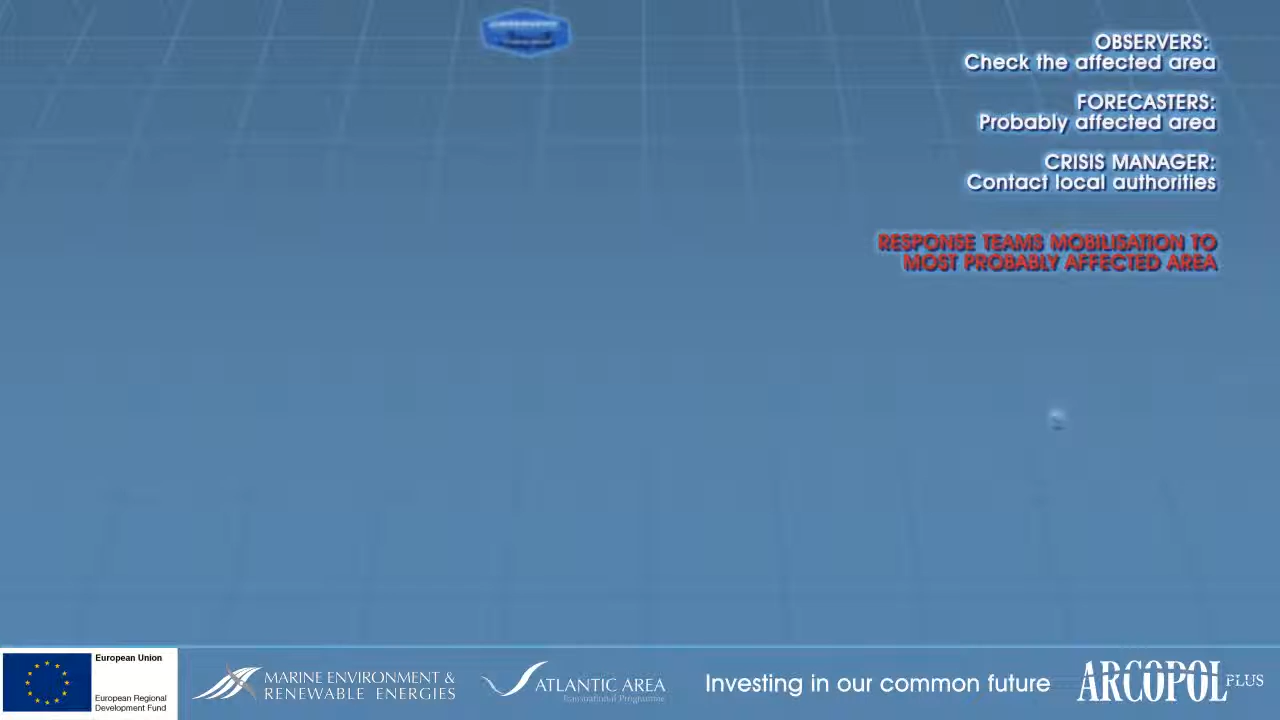 OBSERVERS:
Check the affected area
FORECASTERS:
Probably affected area
CRISIS MANAGER:
Contact local authorities
RESPONSE TEAMS MOBILISATION TO
MOST PROBABLY AFFECTED AREA
European Union
European Regional
Development Fund
MARINE ENVIRONMENT &
RENEWABLE ENERGIES
ATLANTIC AREA
Transnational Programme
Investing in our common future
ARCOPOL PLUS